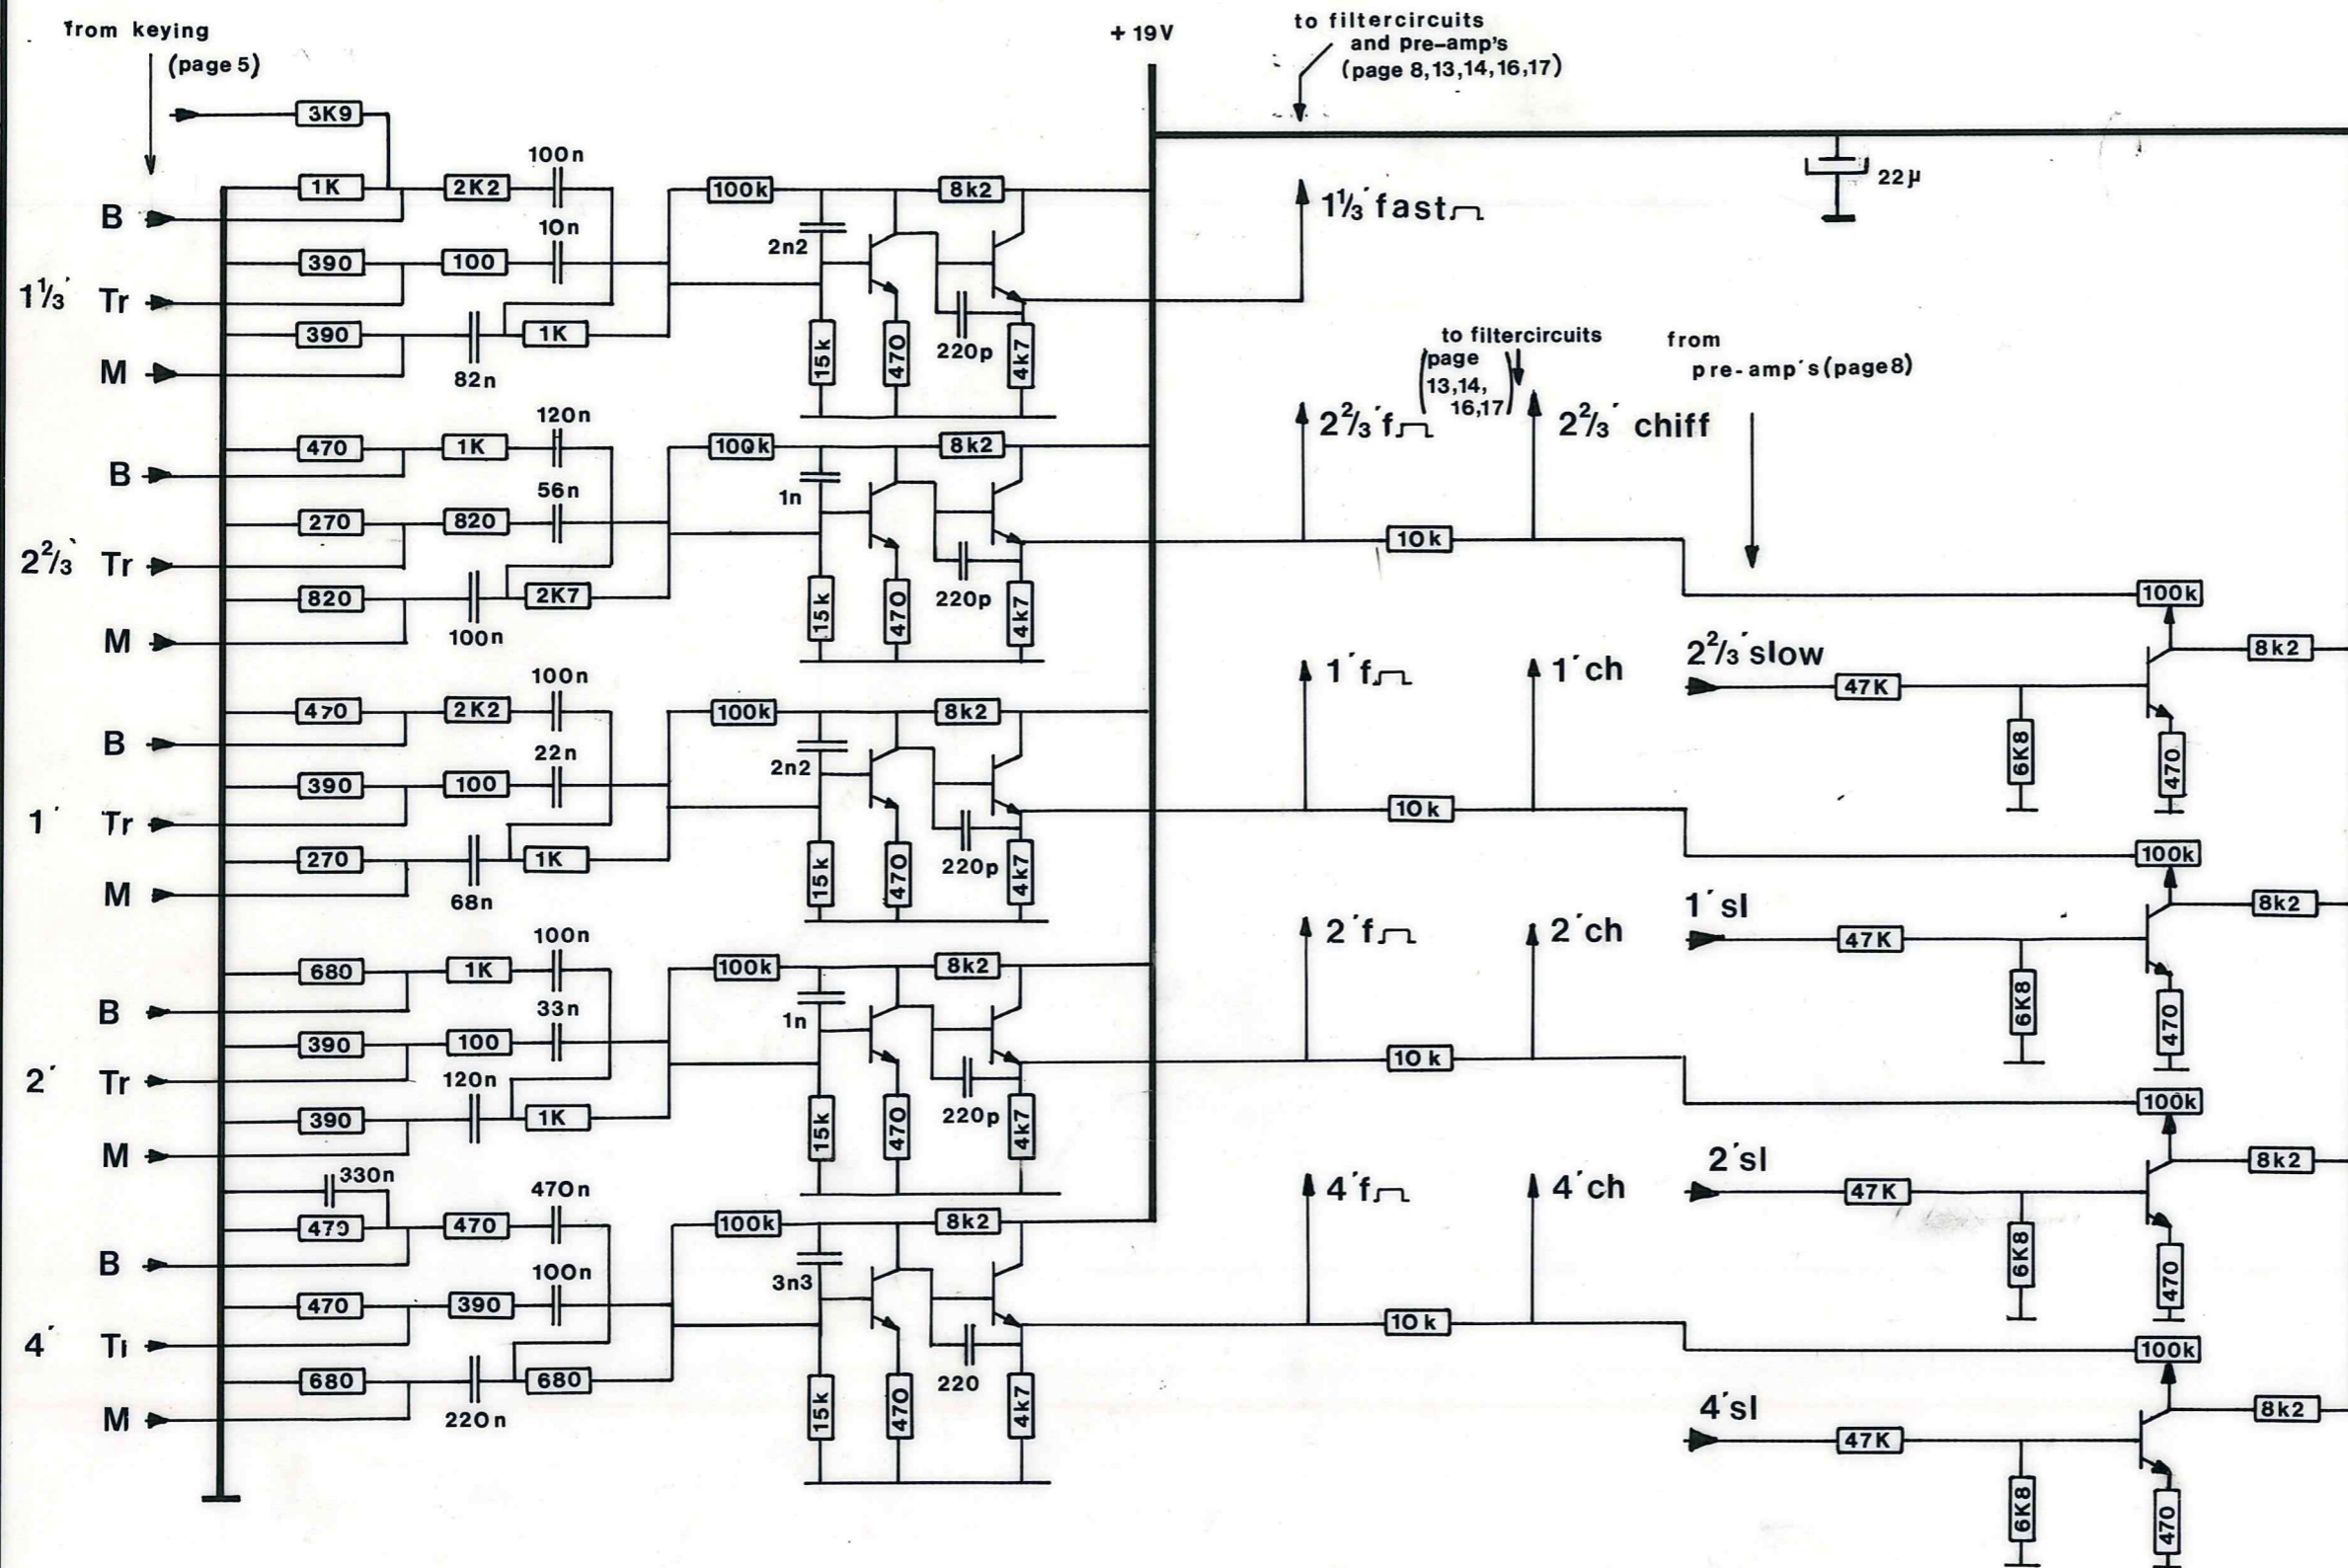 from keying
(page 5)
+ 19V
to filtercircuits
and pre-amp's
(page 8,13,14,16,17)
3K9
100n
1K
2K2
100k
8k2
22µ
B
10n
2n2
1⅓´ fast
390
100
1⅓´
Tr
390
1K
15k
470
220p
4k7
M
82n
to filtercircuits
(page
13,14,
16,17)
from
pre-amp´s(page8)
120n
470
1K
100k
8k2
2⅔´f
2⅔´ chiff
B
56n
1n
270
820
10k
2⅔`
Tr
820
2K7
15k
470
220p
4k7
100k
M
100n
2⅔´slow
8k2
100n
1´f
1´ch
47K
470
2K2
100k
8k2
B
22n
2n2
6K8
470
390
100
10k
1´
Tr
270
1K
15k
470
220p
4k7
100k
M
68n
1´sl
8k2
100n
2´f
2´ch
47K
680
1K
100k
8k2
B
33n
1n
6K8
470
390
100
10k
2´
Tr
120n
390
1K
15k
470
220p
4k7
100k
M
2´sl
8k2
330n
470n
4´f
4´ch
47K
470
470
100k
8k2
B
100n
3n3
6K8
470
470
390
10k
4´
Tr
680
680
15k
470
220
4k7
100k
M
220n
4´sl
8k2
47K
6K8
470